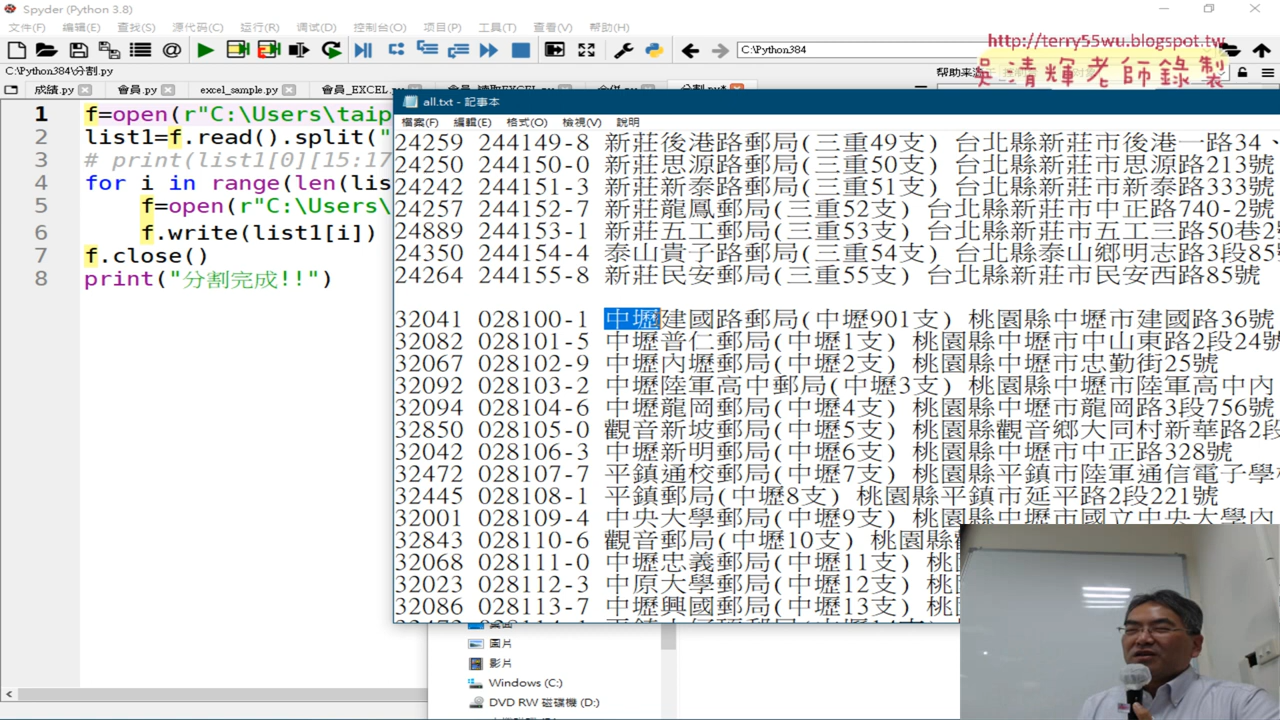 Spyder (Python 3.8)
文件(F) 编辑(E) 查找(S) 源代码(C) 运行(R) 调试(D) 控制台(O) 项目(P) 工具(T) 查看(V) 帮助(H)
C:\Python384
http://terry55wu.blogspot.tw
吳清輝老師錄製
C:\Python384\分割.py
成績.py 會員.py excel_sample.py 會員_EXCEL.
1 f=open(r"C:\Users\taip
2 list1=f.read().split("
3 # print(list1[0][15:17
4 for i in range(len(lis
5 f=open(r"C:\Users\
6 f.write(list1[i])
7 f.close()
8 print("分割完成!!")
all.txt - 記事本
檔案(F) 編輯(E) 格式(O) 檢視(V) 說明
24259 244149-8 新莊後港路郵局(三重49支) 台北縣新莊市後港一路34、
24250 244150-0 新莊思源路郵局(三重50支) 台北縣新莊市思源路213號
24242 244151-3 新莊新泰路郵局(三重51支) 台北縣新莊市新泰路333號
24257 244152-7 新莊龍鳳郵局(三重52支) 台北縣新莊市中正路740-2號
24889 244153-1 新莊五工郵局(三重53支) 台北縣新莊市五工三路50巷2
24350 244154-4 泰山貴子路郵局(三重54支) 台北縣泰山鄉明志路3段85
24264 244155-8 新莊民安郵局(三重55支) 台北縣新莊市民安西路85號
32041 028100-1 中壢建國路郵局(中壢901支) 桃園縣中壢市建國路36號
32082 028101-5 中壢普仁郵局(中壢1支) 桃園縣中壢市中山東路2段24號
32067 028102-9 中壢內壢郵局(中壢2支) 桃園縣中壢市忠勤街25號
32092 028103-2 中壢陸軍高中郵局(中壢3支) 桃園縣中壢市陸軍高中內
32094 028104-6 中壢龍岡郵局(中壢4支) 桃園縣中壢市龍岡路3段756號
32850 028105-0 觀音新坡郵局(中壢5支) 桃園縣觀音鄉大同村新華路2段
32042 028106-3 中壢新明郵局(中壢6支) 桃園縣中壢市中正路328號
32472 028107-7 平鎮通校郵局(中壢7支) 桃園縣平鎮市陸軍通信電子學校
32445 028108-1 平鎮郵局(中壢8支) 桃園縣平鎮市延平路2段221號
32001 028109-4 中央大學郵局(中壢9支) 桃園縣中壢市國立中央大學內
32843 028110-6 觀音郵局(中壢10支) 桃園縣
32068 028111-0 中壢忠義郵局(中壢11支) 桃
32023 028112-3 中原大學郵局(中壢12支) 桃
32086 028113-7 中壢興國郵局(中壢13支) 桃
圖片
影片
Windows (C:)
DVD RW 磁碟機 (D:)